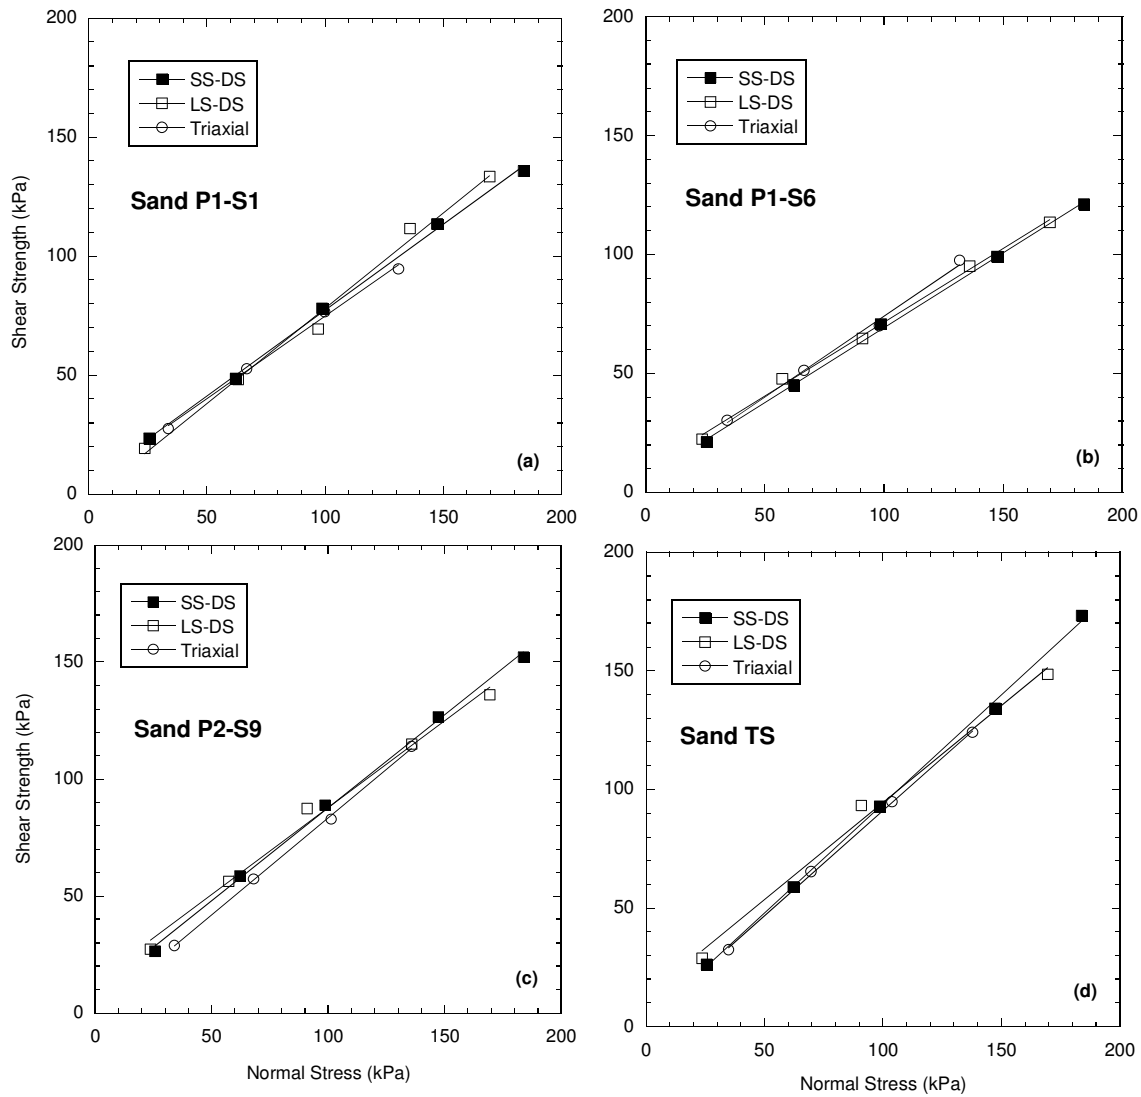 200
150
100
50
0
Shear Strength (kPa)
SS-DS
LS-DS
Triaxial
Sand P1-S1
(a)
0 50 100 150 200
200
150
100
50
0
SS-DS
LS-DS
Triaxial
Sand P1-S6
(b)
0 50 100 150 200
200
150
100
50
0
Shear Strength (kPa)
SS-DS
LS-DS
Triaxial
Sand P2-S9
(c)
0 50 100 150 200
Normal Stress (kPa)
200
150
100
50
0
SS-DS
LS-DS
Triaxial
Sand TS
(d)
0 50 100 150 200
Normal Stress (kPa)